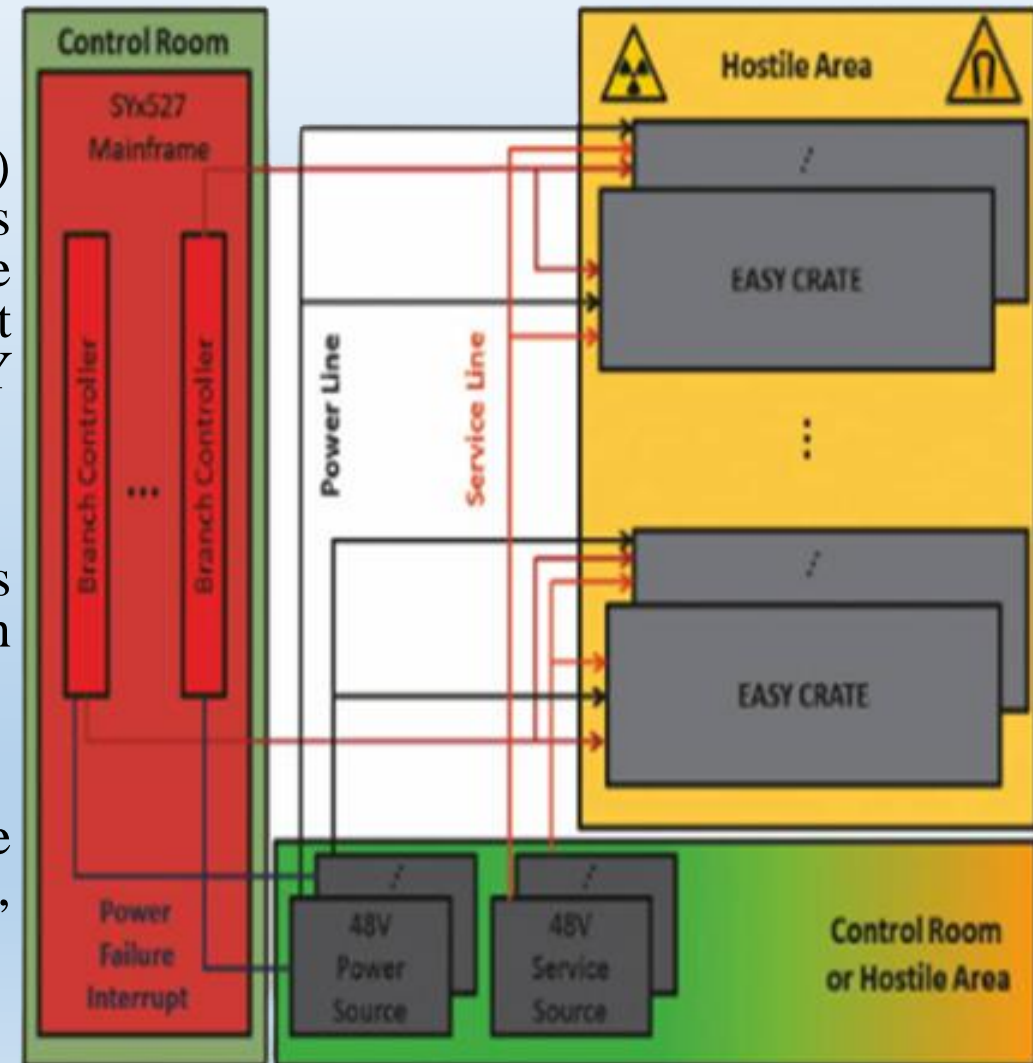 Control Room
SYx527
Mainframe
Branch Controller
...
Branch Controller
Power
Failure
Interrupt
Power Line
Service Line
Hostile Area
EASY CRATE
EASY CRATE
48V
Power
Source
48V
Service
Source
Control Room
or Hostile Area
)
s
e
t
Y
s
n
e
,